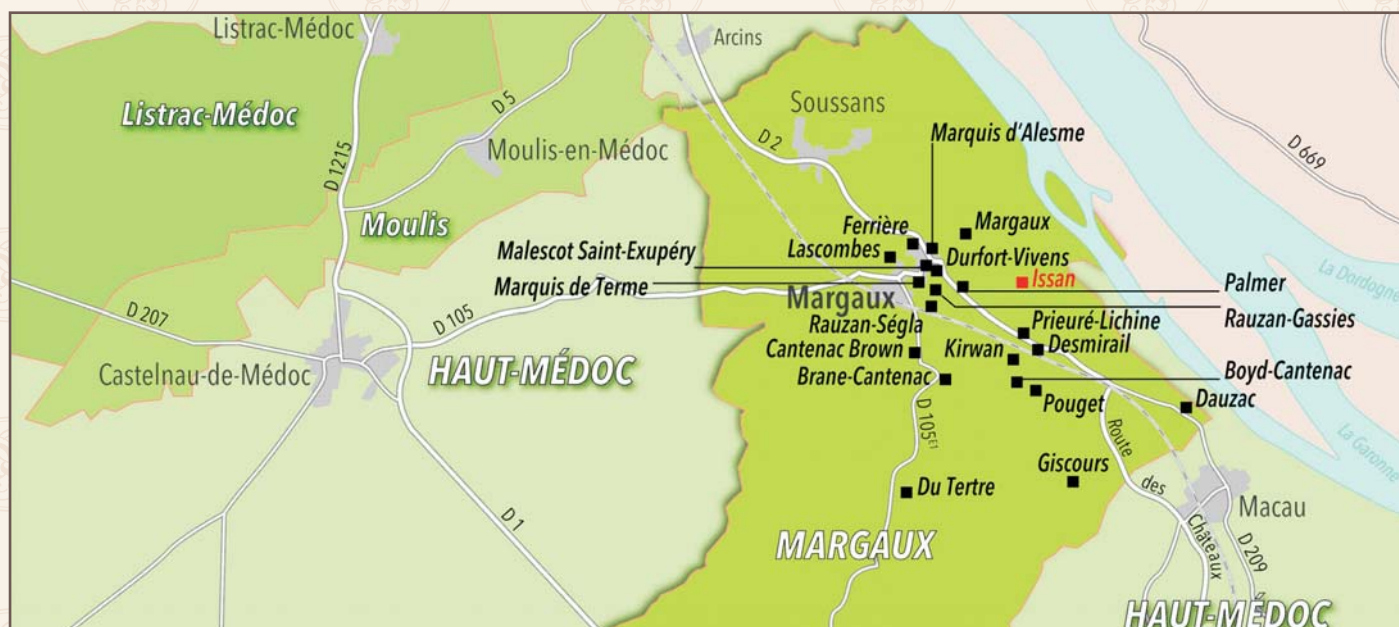 Listrac-Médoc
Arcins
Listrac-Médoc
D 5
Soussans
D 2
Marquis d'Alesme
D 669
D 1215
Moulis-en-Médoc
Moulis
Ferrière
Margaux
Malescot Saint-Exupéry
Lascombes
Durfort-Vivens
La Dordogne
Marquis de Terme
Issan
Palmer
Margaux
D 207
D 105
Rauzan-Ségla
Prieuré-Lichine
Rauzan-Gassies
Cantenac Brown
Kirwan
Desmirail
Castelnau-de-Médoc
HAUT-MÉDOC
Brane-Cantenac
Boyd-Cantenac
Pouget
Dauzac
D 105E1
Route
des
Châteaux
La Garonne
Giscours
Du Tertre
Macau
D 1
MARGAUX
D 209
HAUT-MÉDOC